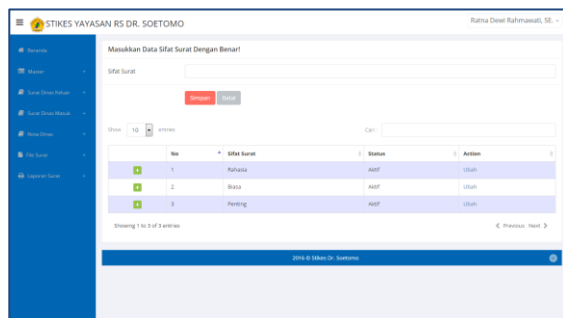 STIKES YAYASAN RS DR. SOETOMO
Ratna Dewi Rahmawati, SE.
Beranda
Master
Surat Dinas Keluar
Surat Dinas Masuk
Nota Dinas
File Surat
Laporan Surat
Masukkan Data Sifat Surat Dengan Benar!
Sifat Surat
Simpan Batal
Show 10 entries
Cari:
No Sifat Surat Status Action
1 Rahasia Aktif Ubah
2 Biasa Aktif Ubah
3 Penting Aktif Ubah
Showing 1 to 3 of 3 entries
Previous Next
2016 © Stikes Dr. Soetomo